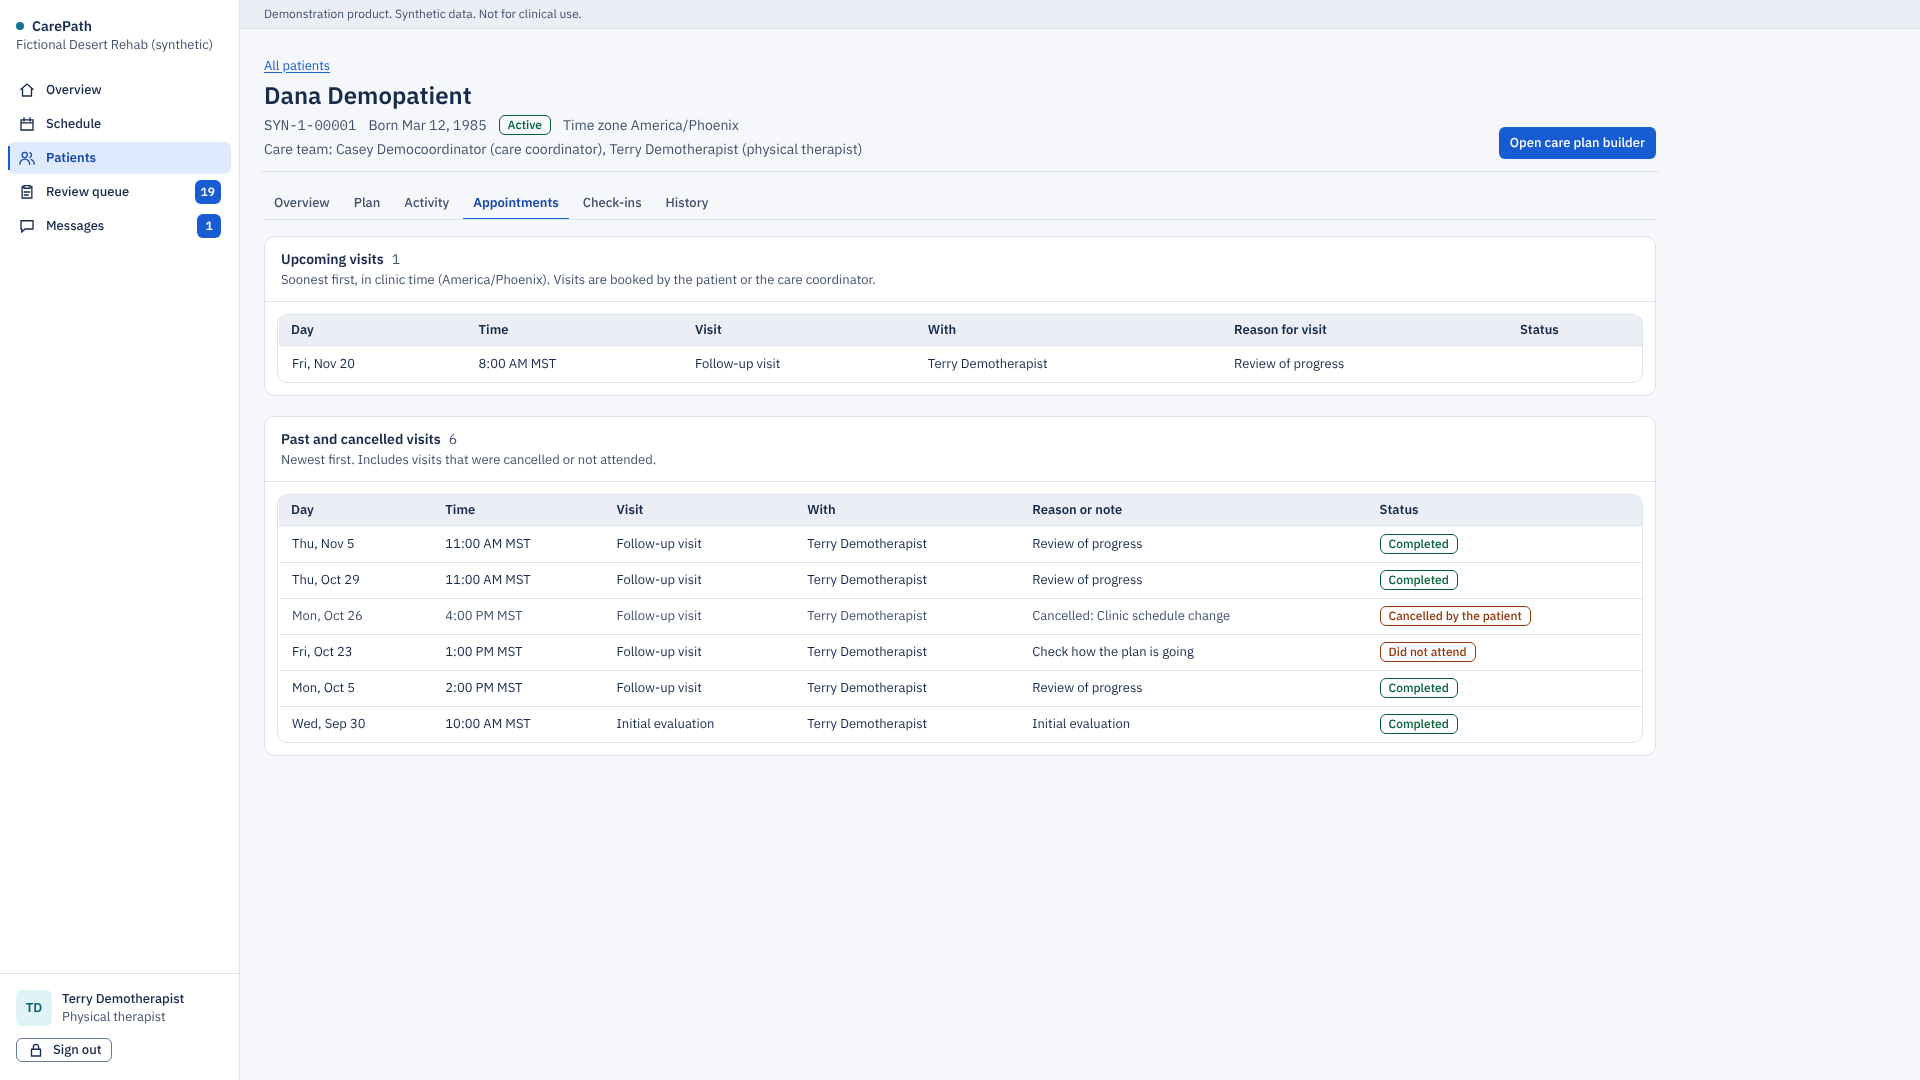 CarePath
Fictional Desert Rehab (synthetic)
Overview
Schedule
Patients
Review queue 19
Messages 1
Terry Demotherapist
TD
Physical therapist
Sign out
Demonstration product. Synthetic data. Not for clinical use.
All patients
Dana Demopatient
SYN-1-00001 Born Mar 12, 1985 Active Time zone America/Phoenix
Care team: Casey Democoordinator (care coordinator), Terry Demotherapist (physical therapist)
Open care plan builder
Overview Plan Activity Appointments Check-ins History
Upcoming visits 1
Soonest first, in clinic time (America/Phoenix). Visits are booked by the patient or the care coordinator.
Day Time Visit With Reason for visit Status
Fri, Nov 20 8:00 AM MST Follow-up visit Terry Demotherapist Review of progress
Past and cancelled visits 6
Newest first. Includes visits that were cancelled or not attended.
Day Time Visit With Reason or note Status
Thu, Nov 5 11:00 AM MST Follow-up visit Terry Demotherapist Review of progress Completed
Thu, Oct 29 11:00 AM MST Follow-up visit Terry Demotherapist Review of progress Completed
Mon, Oct 26 4:00 PM MST Follow-up visit Terry Demotherapist Cancelled: Clinic schedule change Cancelled by the patient
Fri, Oct 23 1:00 PM MST Follow-up visit Terry Demotherapist Check how the plan is going Did not attend
Mon, Oct 5 2:00 PM MST Follow-up visit Terry Demotherapist Review of progress Completed
Wed, Sep 30 10:00 AM MST Initial evaluation Terry Demotherapist Initial evaluation Completed